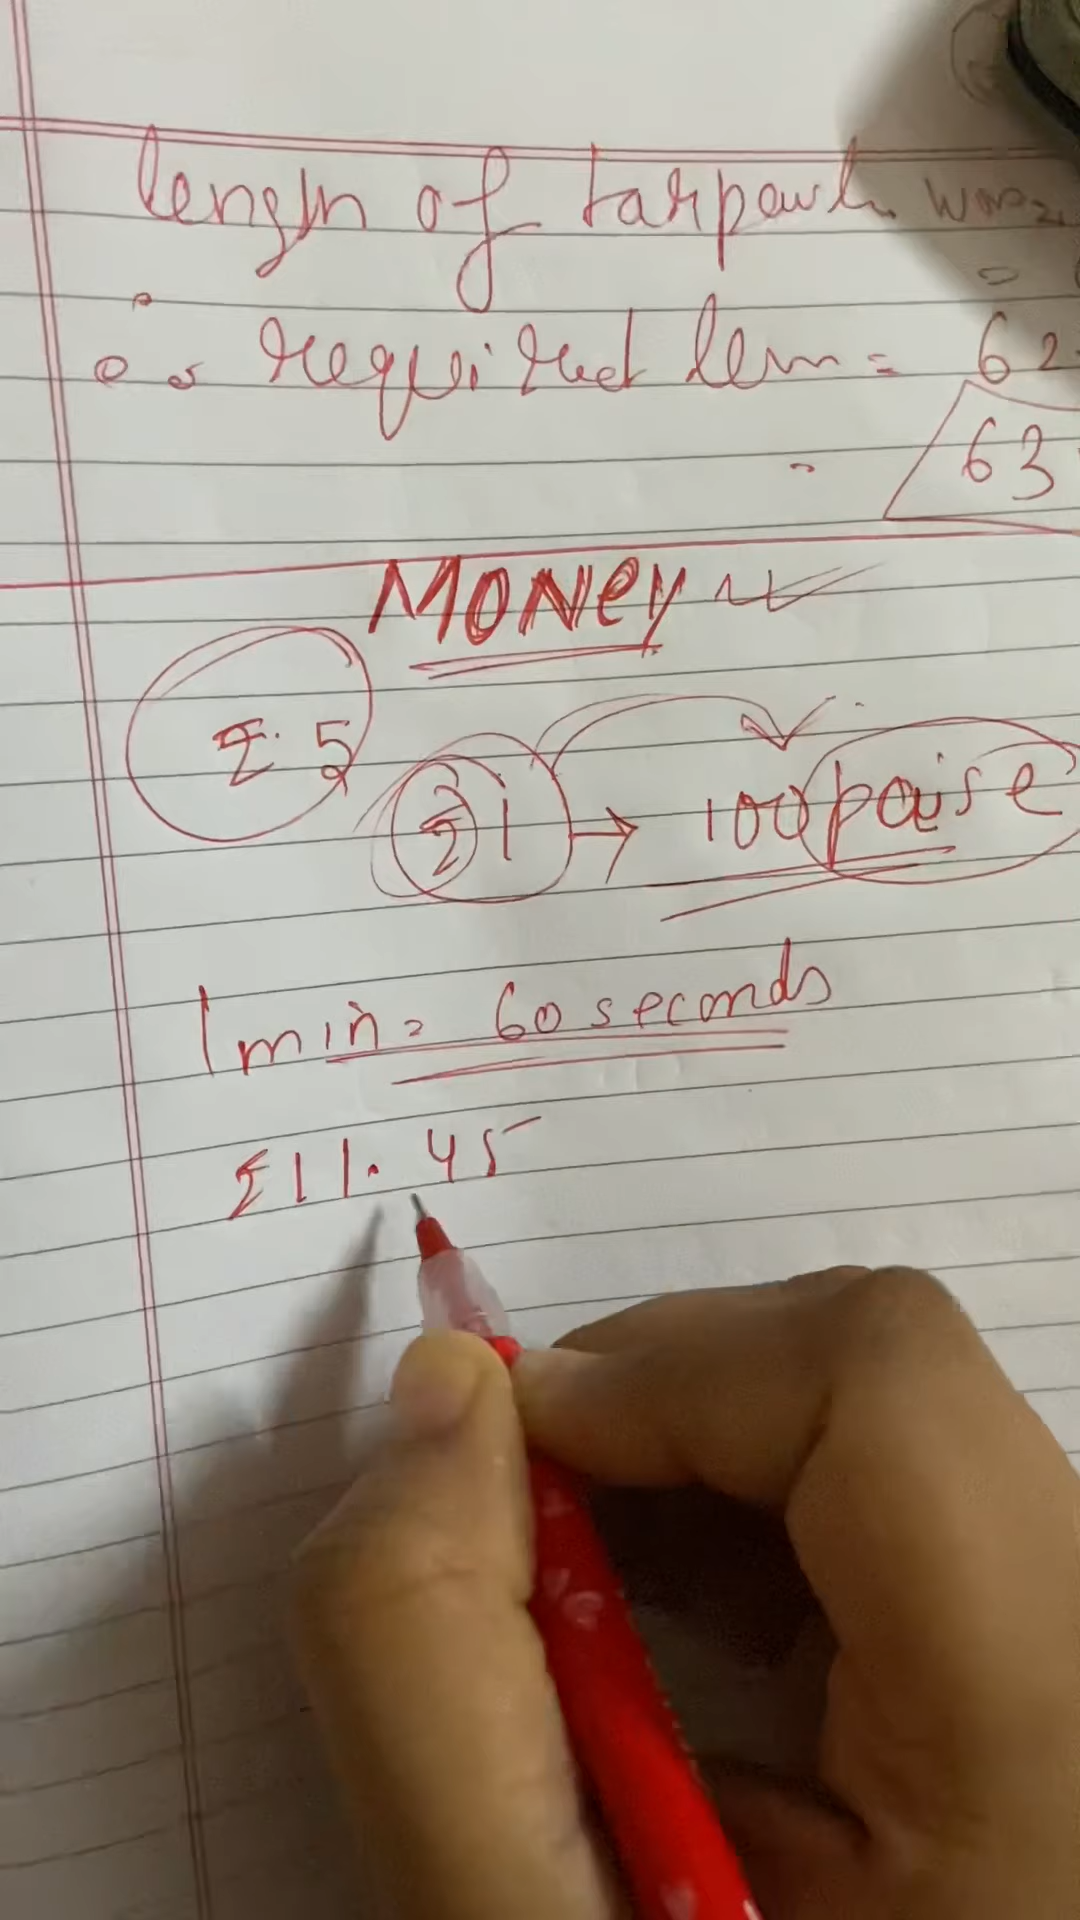 length of tarpaulin
∴ required len = 62
= 63
MONEY
₹ 5
₹ 1 → 100 paise
1 min = 60 seconds
₹11.45